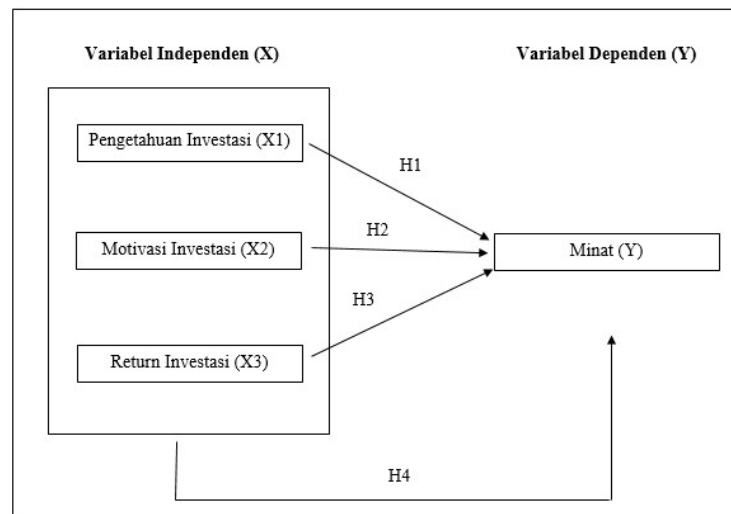 Variabel Independen (X)
Variabel Dependen (Y)
Pengetahuan Investasi (X1)
H1
H2
Motivasi Investasi (X2)
Minat (Y)
H3
Return Investasi (X3)
H4